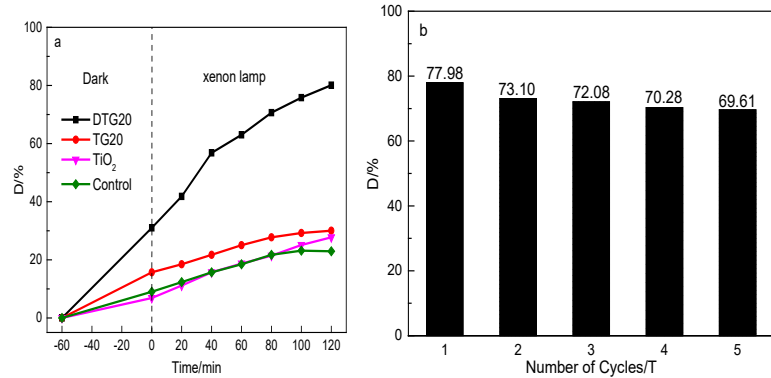 a
Dark
xenon lamp
DTG20
TG20
TiO₂
Control
D/%
80
60
40
20
0
-60 -40 -20 0 20 40 60 80 100 120
Time/min
b
D/%
100
80
60
40
20
0
77.98
73.10
72.08
70.28
69.61
1 2 3 4 5
Number of Cycles/T